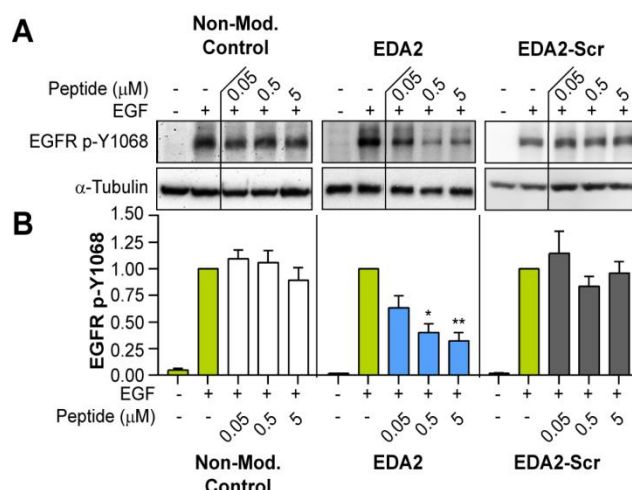 A
Non-Mod.
Control
EDA2
EDA2-Scr
Peptide (μM) - - 0.05 0.5 5 - - 0.05 0.5 5 - - 0.05 0.5 5
EGF - + + + + - + + + + - + + + +
EGFR p-Y1068
α-Tubulin
B
EGFR p-Y1068
1.50
1.25
1.00
0.75
0.50
0.25
0.00
* **
EGF - + + + + - + + + + - + + + +
Peptide (μM) - - 0.05 0.5 5 - - 0.05 0.5 5 - - 0.05 0.5 5
Non-Mod.
Control
EDA2
EDA2-Scr